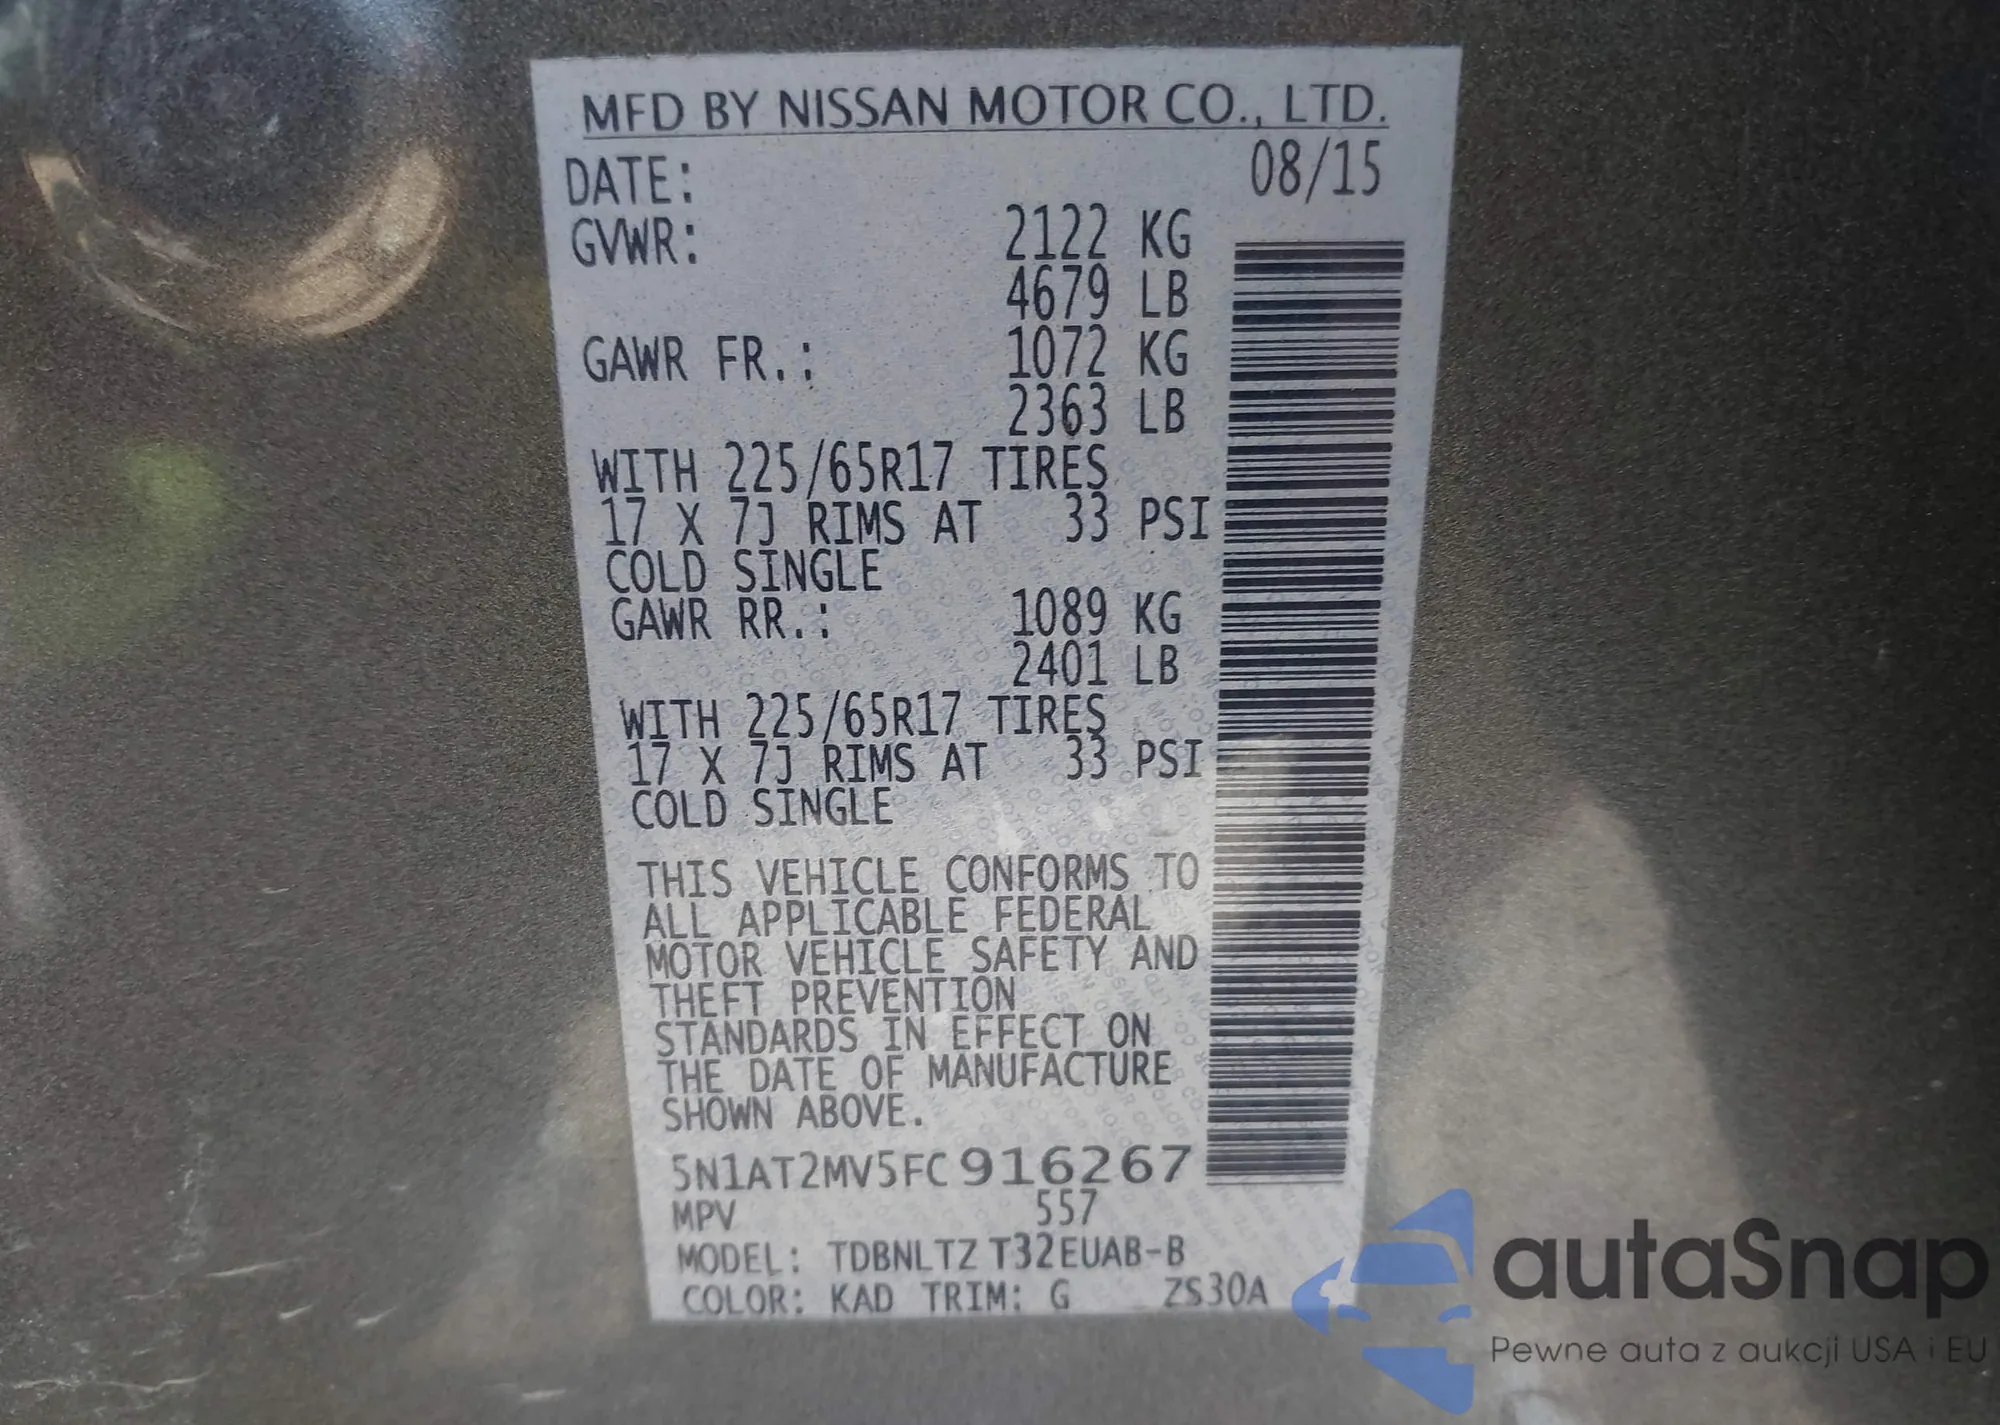 MFD BY NISSAN MOTOR CO., LTD.
DATE: 08/15
GVWR: 2122 KG
4679 LB
GAWR FR.: 1072 KG
2363 LB
WITH 225/65R17 TIRES
17 X 7J RIMS AT 33 PSI
COLD SINGLE
GAWR RR.: 1089 KG
2401 LB
WITH 225/65R17 TIRES
17 X 7J RIMS AT 33 PSI
COLD SINGLE
THIS VEHICLE CONFORMS TO
ALL APPLICABLE FEDERAL
MOTOR VEHICLE SAFETY AND
THEFT PREVENTION
STANDARDS IN EFFECT ON
THE DATE OF MANUFACTURE
SHOWN ABOVE.
5N1AT2MV5FC916267
MPV 557
MODEL: TDBNLTZ T32EUAB-B
COLOR: KAD TRIM: G ZS30A
autaSnap
Pewne auta z aukcji USA i EU